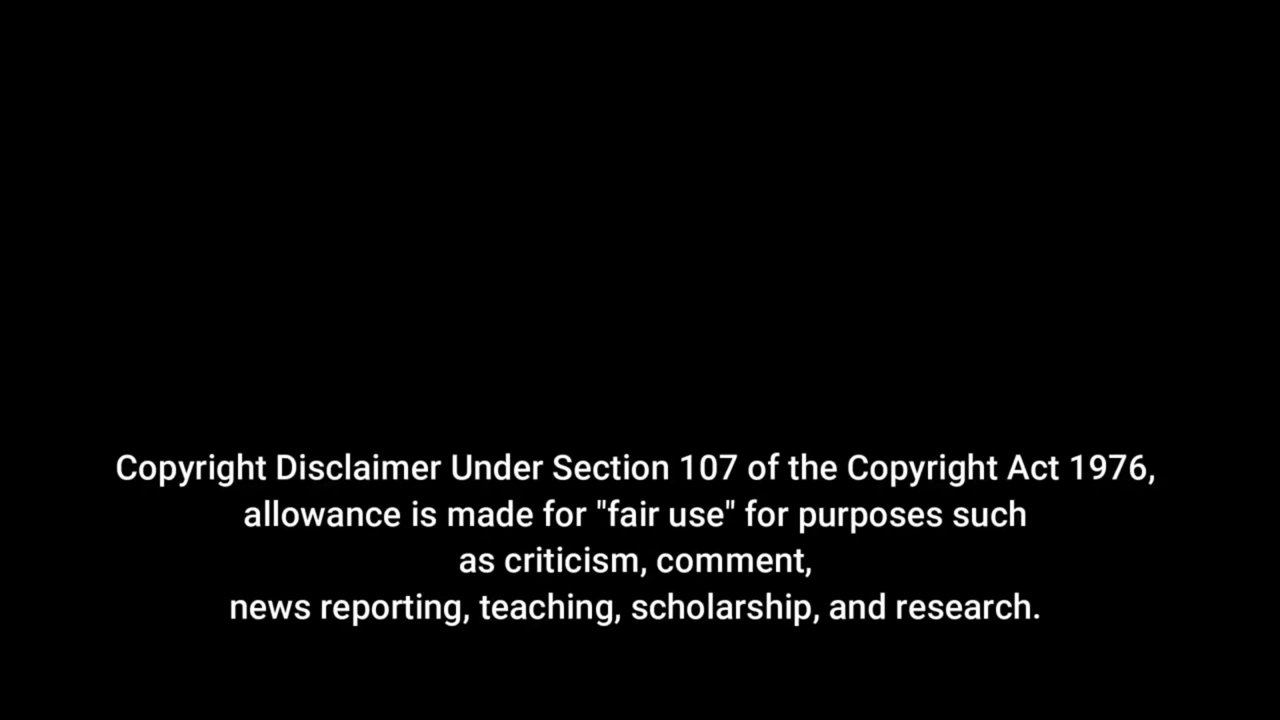 Copyright Disclaimer Under Section 107 of the Copyright Act 1976,
allowance is made for "fair use" for purposes such
as criticism, comment,
news reporting, teaching, scholarship, and research.